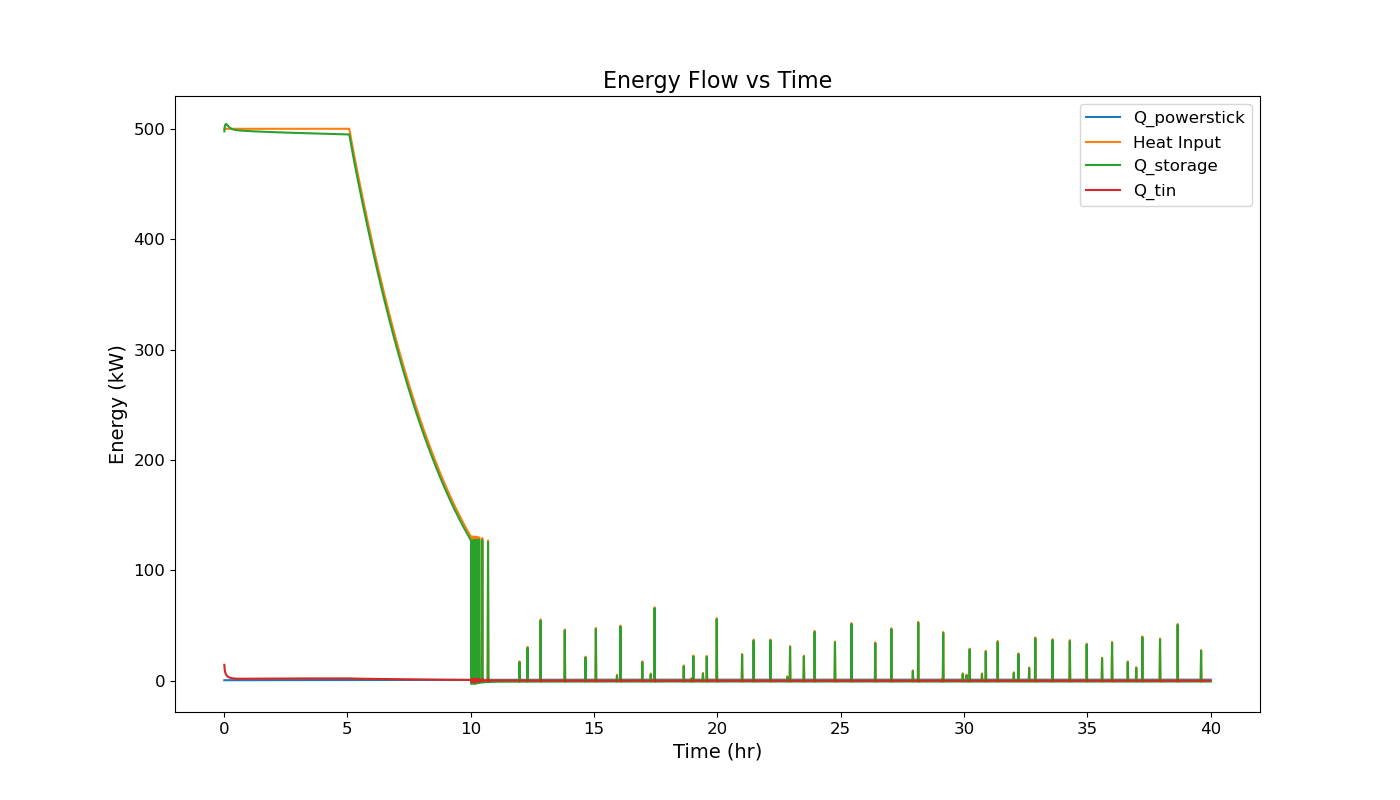 Energy Flow vs Time
Q_powerstick
Heat Input
Q_storage
Q_tin
Energy (kW)
500
400
300
200
100
0
0 5 10 15 20 25 30 35 40
Time (hr)